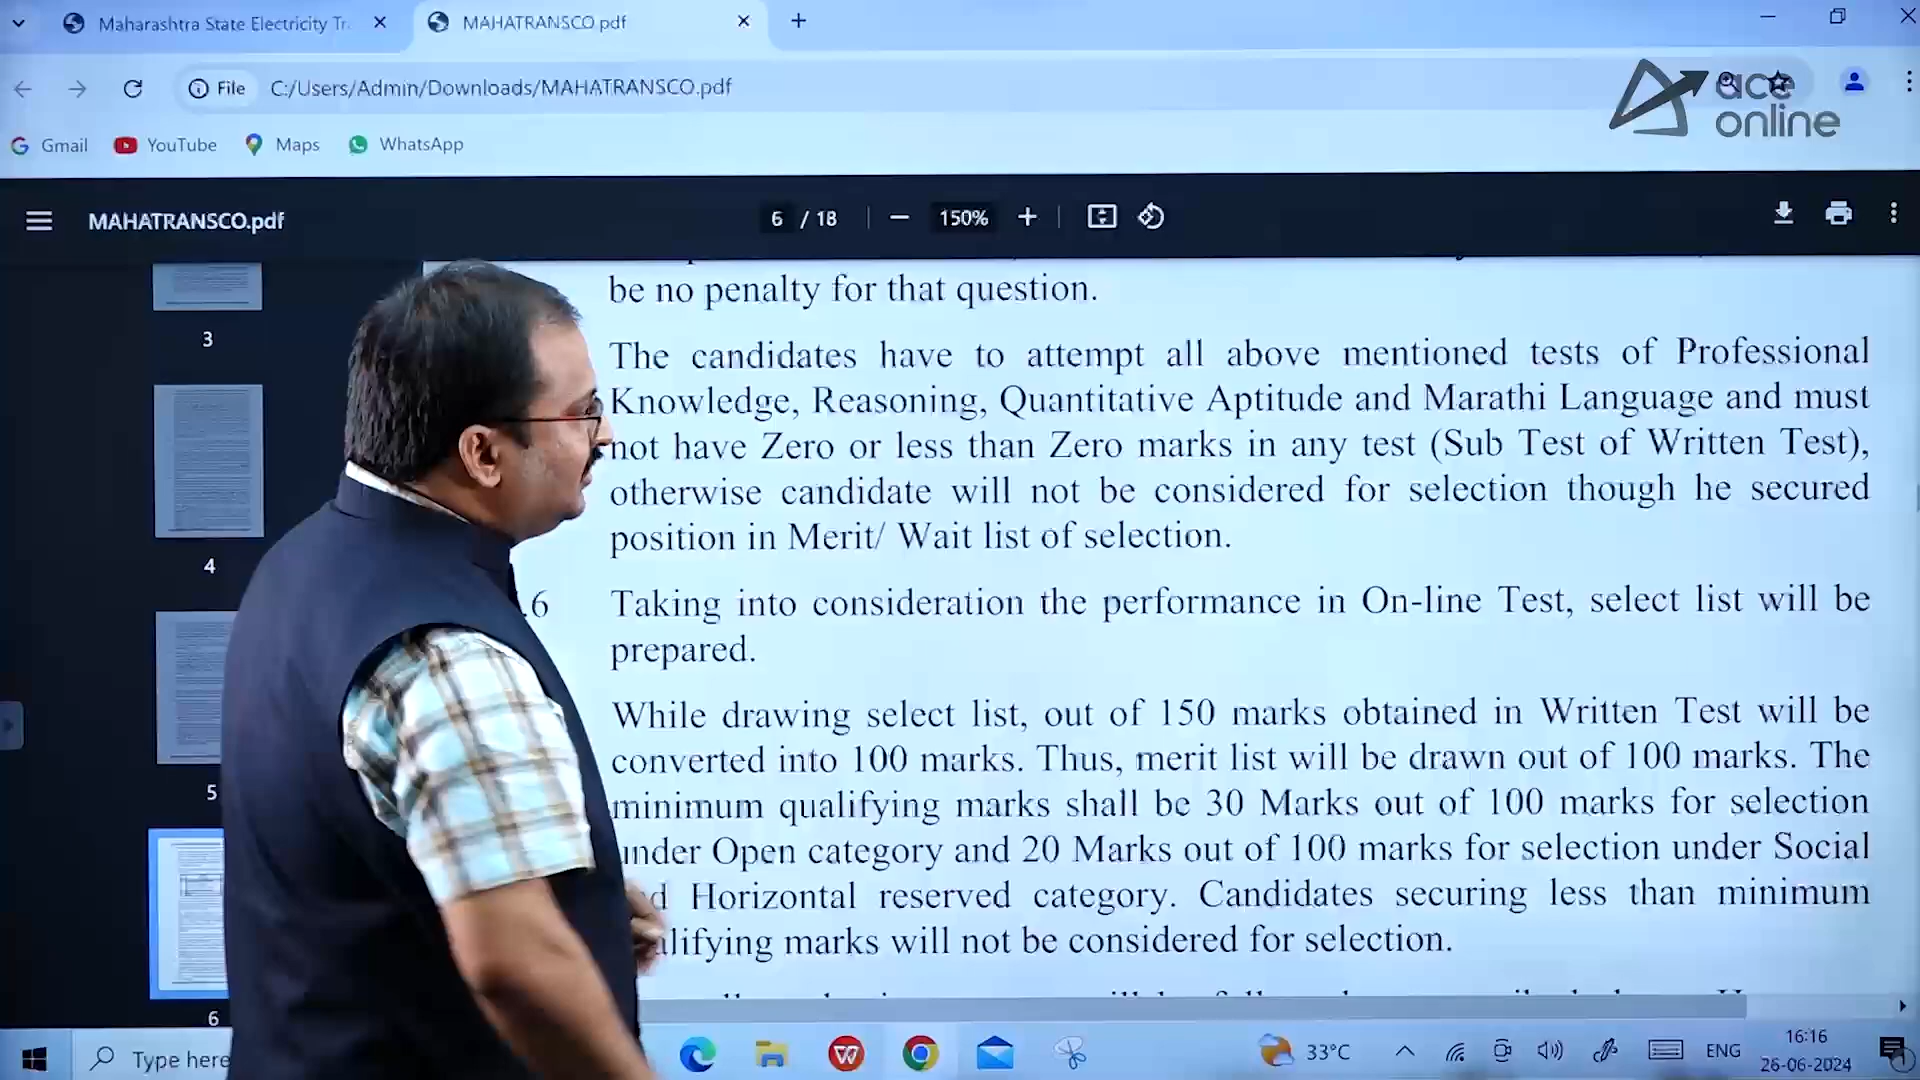 Maharashtra State Electricity Tr
MAHATRANSCO.pdf
File
C:/Users/Admin/Downloads/MAHATRANSCO.pdf
ace
online
Gmail
YouTube
Maps
WhatsApp
MAHATRANSCO.pdf
6 / 18
150%
3
4
5
6
be no penalty for that question.
The candidates have to attempt all above mentioned tests of Professional
Knowledge, Reasoning, Quantitative Aptitude and Marathi Language and must
not have Zero or less than Zero marks in any test (Sub Test of Written Test),
otherwise candidate will not be considered for selection though he secured
position in Merit/ Wait list of selection.
.6 Taking into consideration the performance in On-line Test, select list will be
prepared.
While drawing select list, out of 150 marks obtained in Written Test will be
converted into 100 marks. Thus, merit list will be drawn out of 100 marks. The
minimum qualifying marks shall be 30 Marks out of 100 marks for selection
under Open category and 20 Marks out of 100 marks for selection under Social
Horizontal reserved category. Candidates securing less than minimum
marks will not be considered for selection.
Type here
33°C
ENG
16:16
26-06-2024